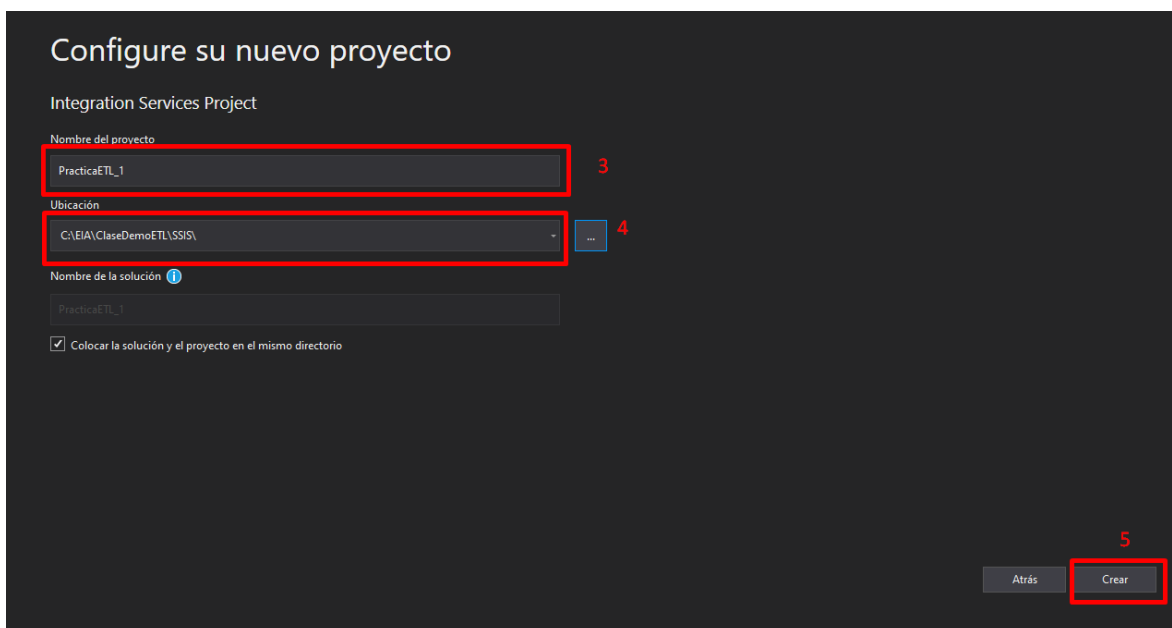 Configure su nuevo proyecto
Integration Services Project
Nombre del proyecto
PracticaETL_1
3
Ubicación
C:\EIA\ClaseDemoETL\SSIS\
...
4
Nombre de la solución
PracticaETL_1
Colocar la solución y el proyecto en el mismo directorio
5
Atrás
Crear